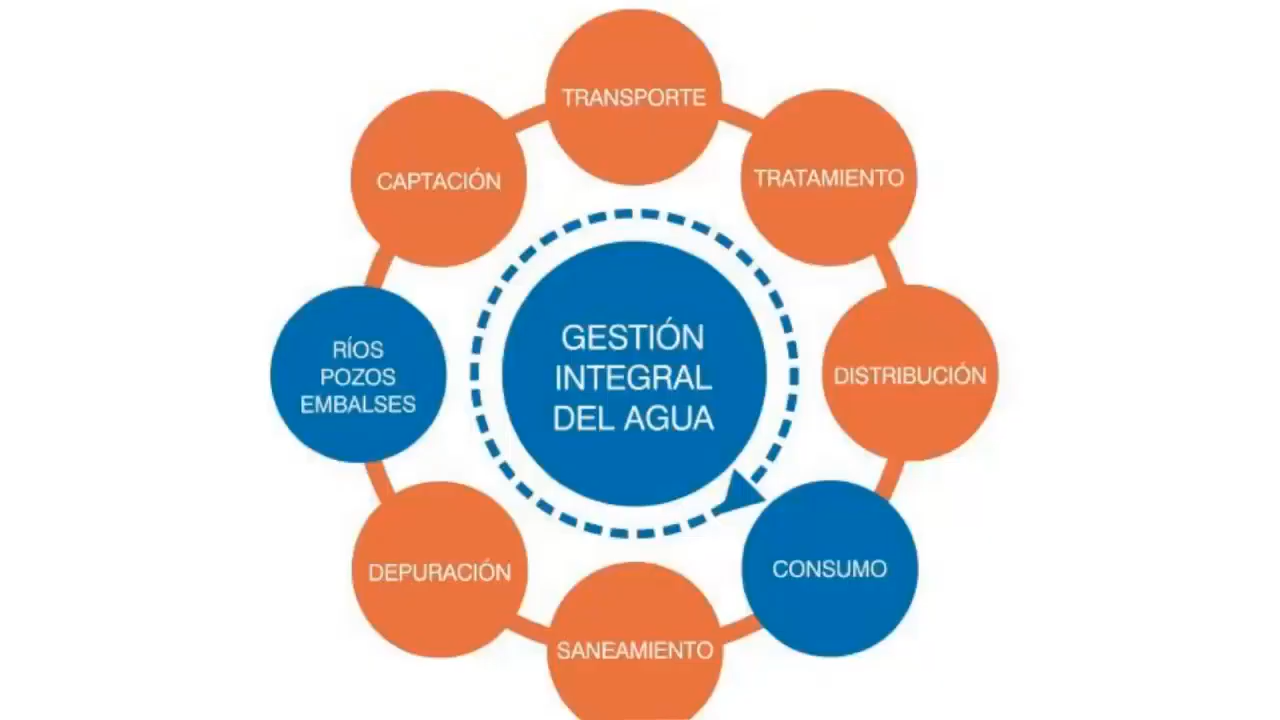 TRANSPORTE
CAPTACIÓN
TRATAMIENTO
RÍOS
POZOS
EMBALSES
GESTIÓN
INTEGRAL
DEL AGUA
DISTRIBUCIÓN
DEPURACIÓN
CONSUMO
SANEAMIENTO